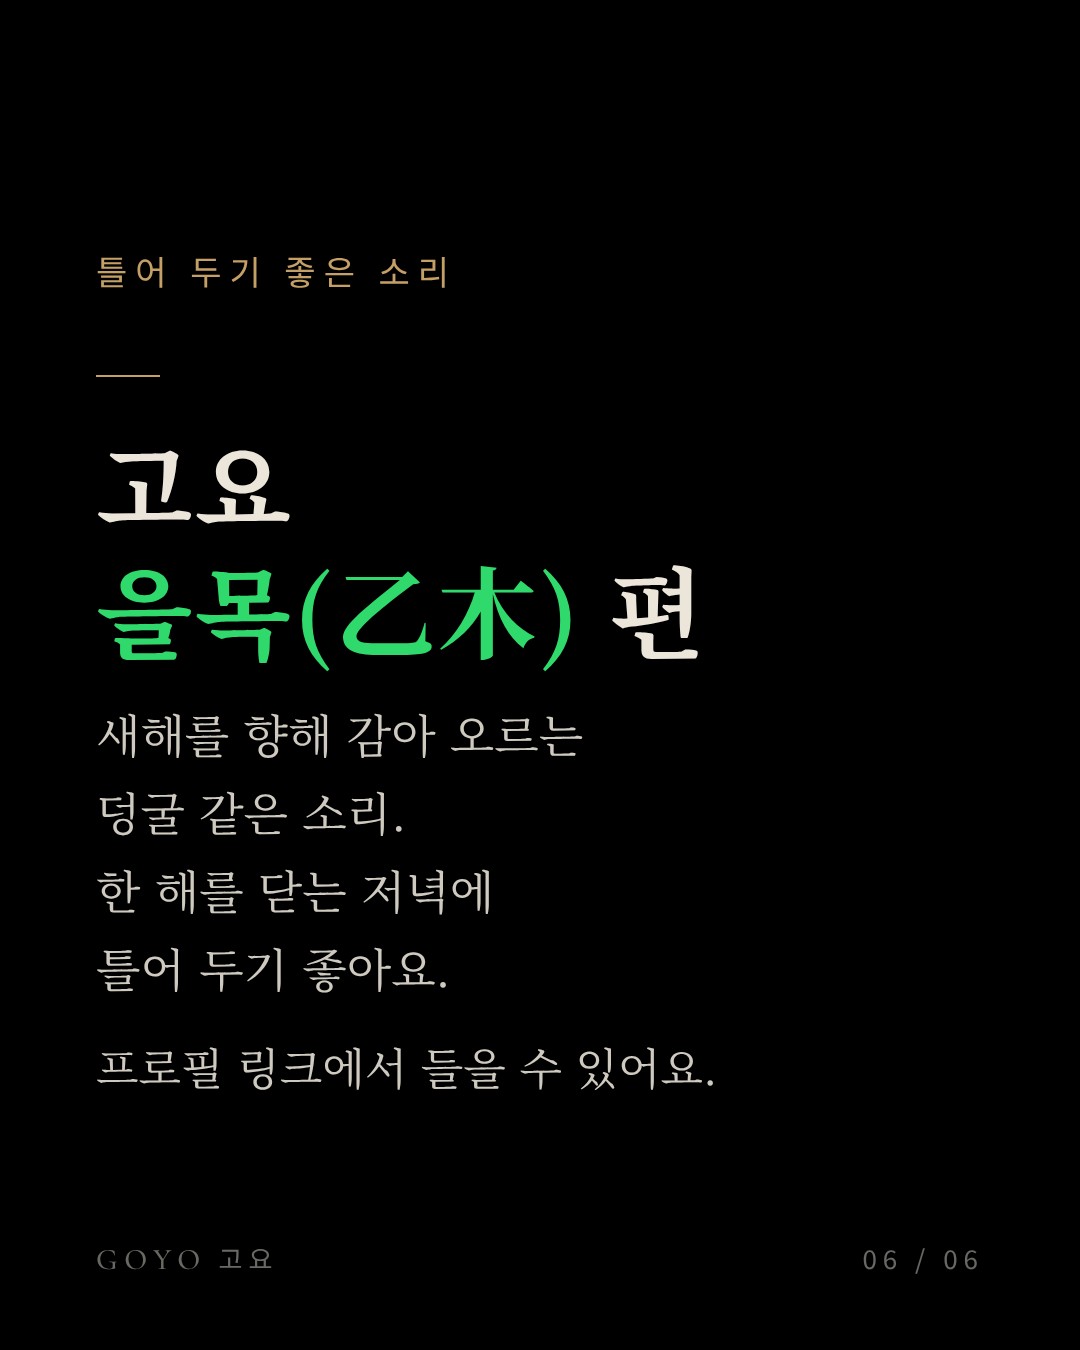 틀어 두기 좋은 소리
고요
을목(乙木) 편
새해를 향해 감아 오르는
덩굴 같은 소리.
한 해를 닫는 저녁에
틀어 두기 좋아요.
프로필 링크에서 들을 수 있어요.
GOYO 고요
06 / 06